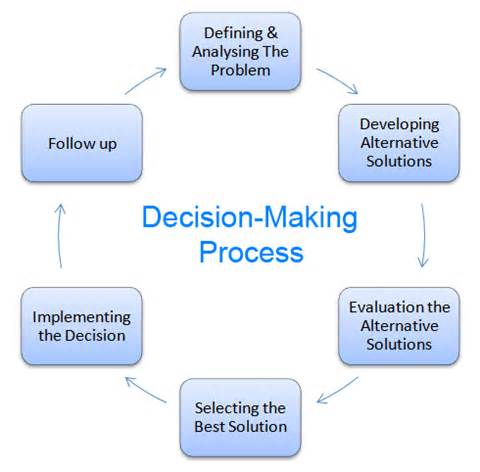 Defining &
Analysing The
Problem
Developing
Alternative
Solutions
Evaluation the
Alternative
Solutions
Selecting the
Best Solution
Implementing
the Decision
Follow up
Decision-Making
Process